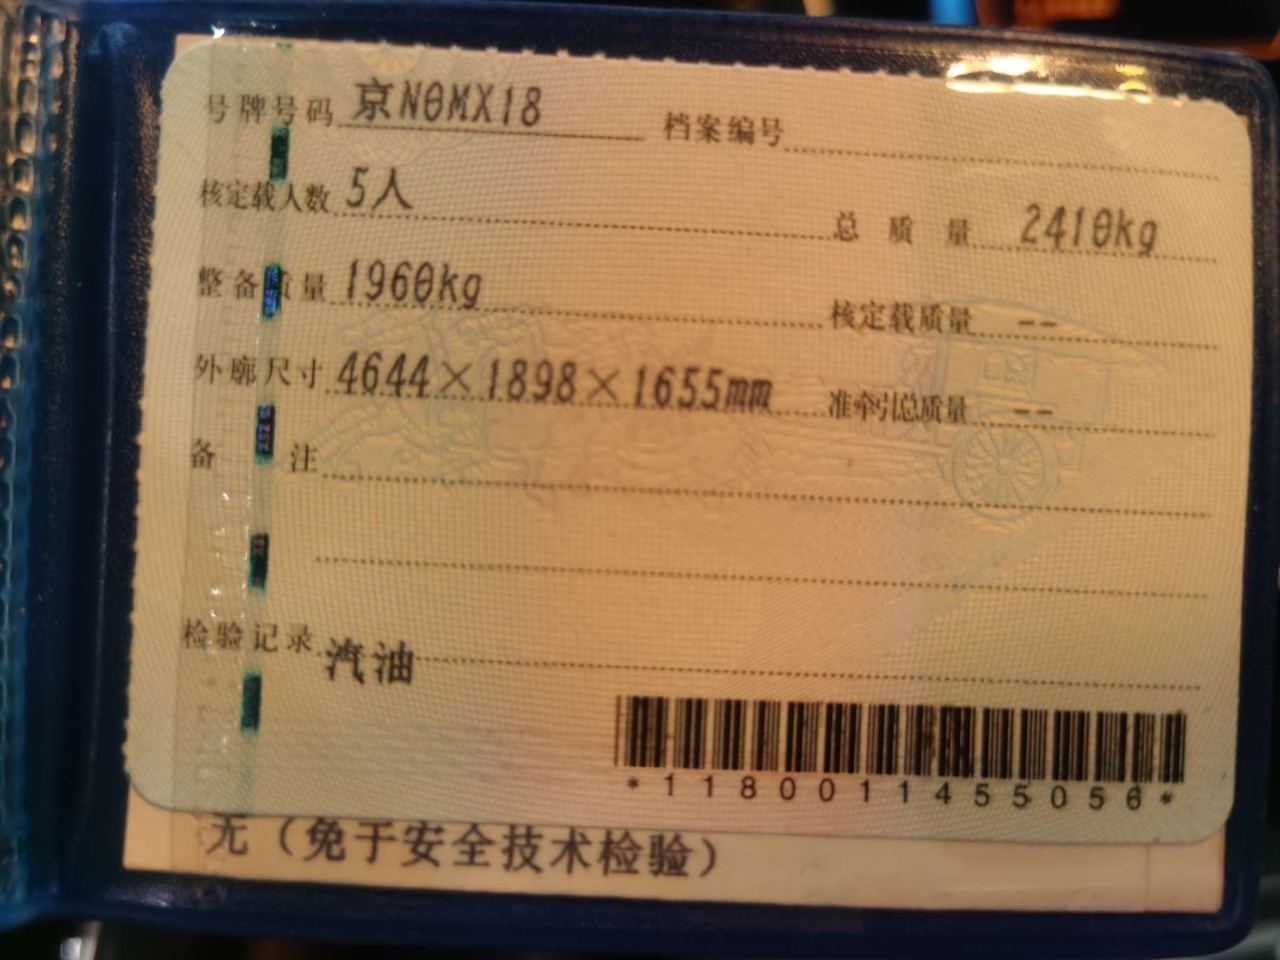 号牌号码 京N0MX18 档案编号
核定载人数 5人 总质量 2410kg
整备质量 1960kg 核定载质量 --
外廓尺寸 4644×1898×1655mm 准牵引总质量 --
备注
检验记录 汽油
*1180011455056*
无（免于安全技术检验）